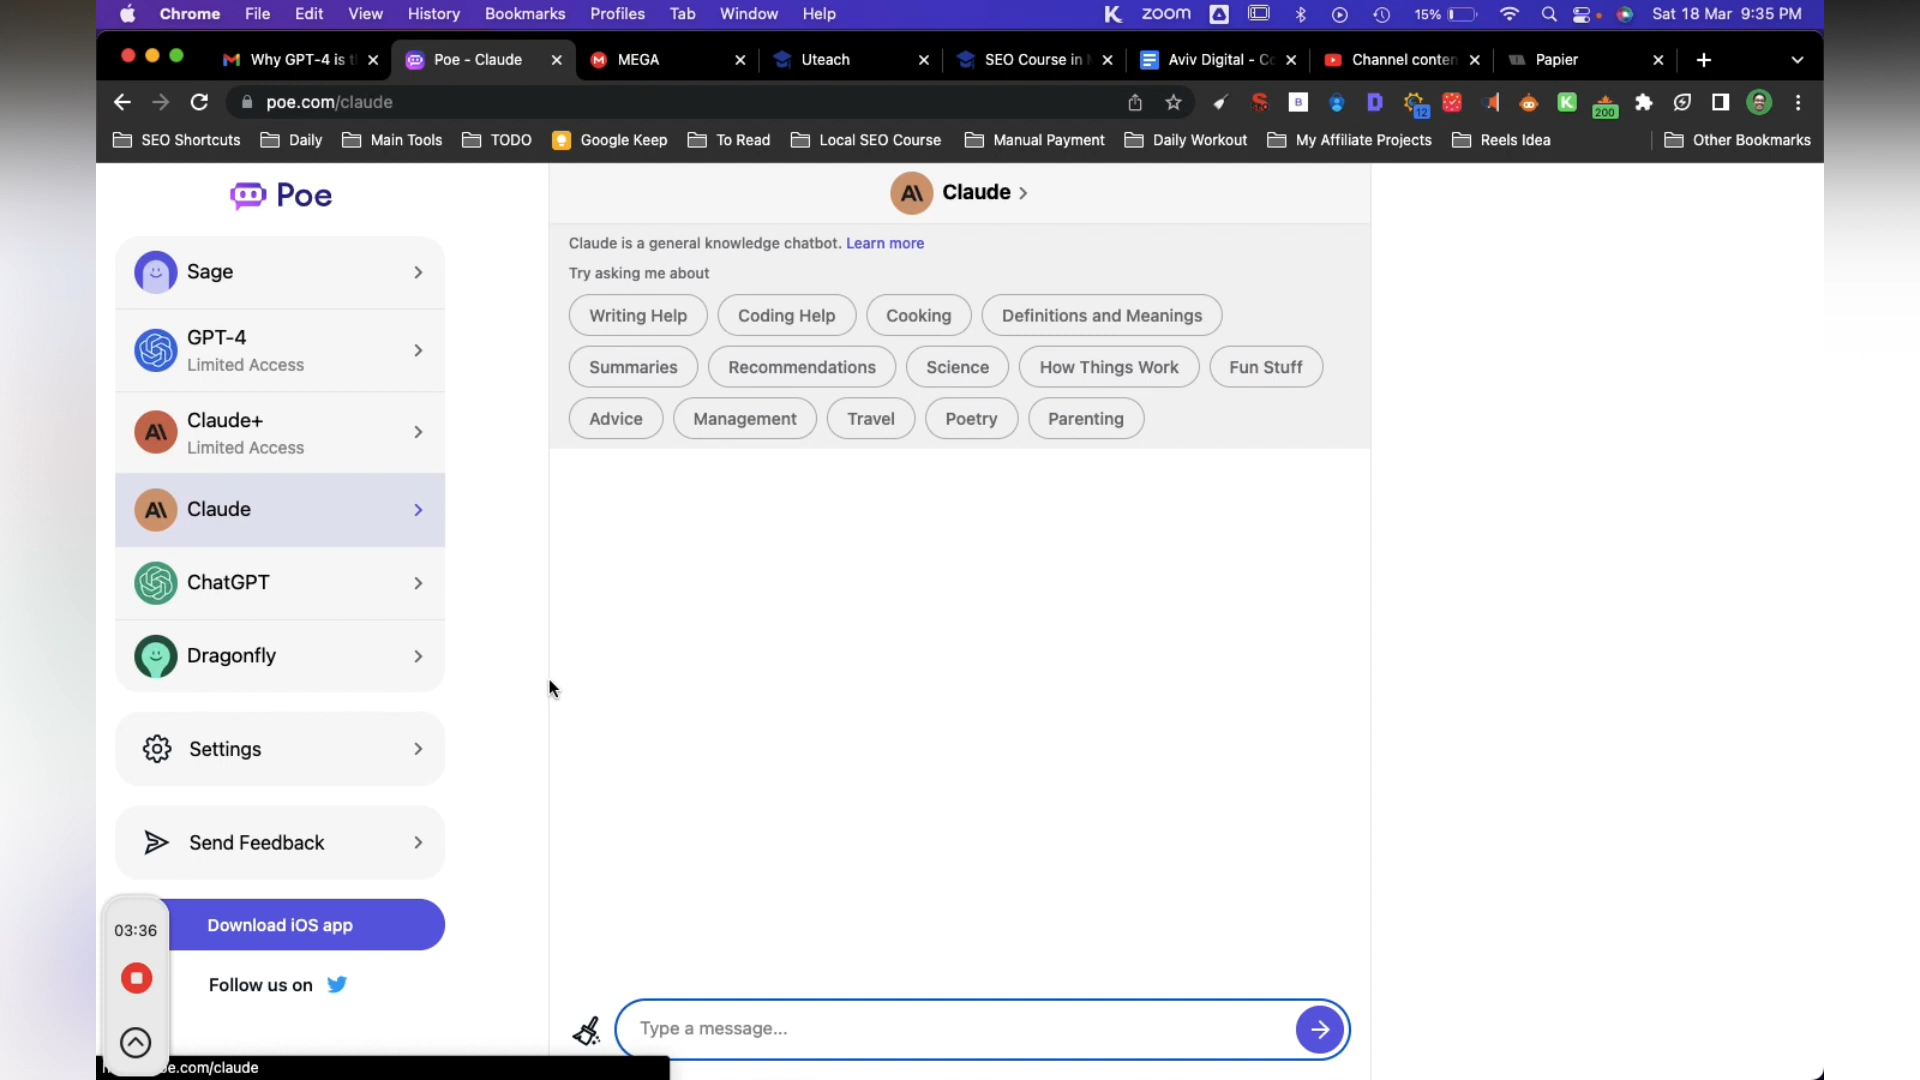 Chrome File Edit View History Bookmarks Profiles Tab Window Help zoom 15% Sat 18 Mar 9:35 PM
Why GPT-4 is t Poe - Claude MEGA Uteach SEO Course in Aviv Digital - Co Channel conten Papier
poe.com/claude 12 200
SEO Shortcuts Daily Main Tools TODO Google Keep To Read Local SEO Course Manual Payment Daily Workout My Affiliate Projects Reels Idea Other Bookmarks
Poe
Sage
GPT-4
Limited Access
Claude+
Limited Access
Claude
ChatGPT
Dragonfly
Settings
Send Feedback
Download iOS app
Follow us on
03:36
Claude
Claude is a general knowledge chatbot. Learn more
Try asking me about
Writing Help Coding Help Cooking Definitions and Meanings
Summaries Recommendations Science How Things Work Fun Stuff
Advice Management Travel Poetry Parenting
Type a message...
e.com/claude